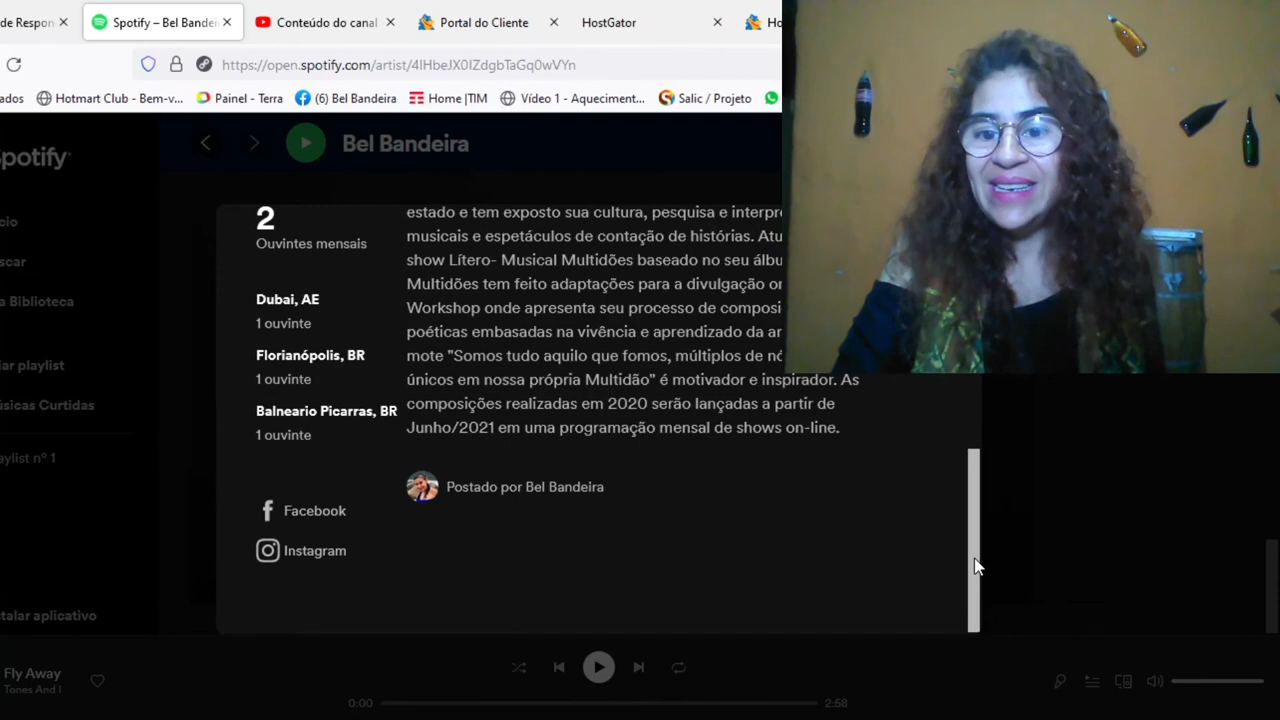 de Respon
Spotify – Bel Bandei
Conteúdo do canal
Portal do Cliente
HostGator
Ho
https://open.spotify.com/artist/4IHbeJX0IZdgbTaGq0wVYn
ados
Hotmart Club - Bem-v...
Painel - Terra
(6) Bel Bandeira
Home |TIM
Vídeo 1 - Aqueciment...
Salic / Projeto
Spotify
Bel Bandeira
cio
scar
a Biblioteca
iar playlist
úsicas Curtidas
aylist nº 1
talar aplicativo
2
Ouvintes mensais
Dubai, AE
1 ouvinte
Florianópolis, BR
1 ouvinte
Balneario Picarras, BR
1 ouvinte
Facebook
Instagram
estado e tem exposto sua cultura, pesquisa e interpre
musicais e espetáculos de contação de histórias. Atu
show Lítero- Musical Multidões baseado no seu álbu
Multidões tem feito adaptações para a divulgação on
Workshop onde apresenta seu processo de composi
poéticas embasadas na vivência e aprendizado da ar
mote "Somos tudo aquilo que fomos, múltiplos de nó
únicos em nossa própria Multidão" é motivador e inspirador. As
composições realizadas em 2020 serão lançadas a partir de
Junho/2021 em uma programação mensal de shows on-line.
Postado por Bel Bandeira
Fly Away
Tones And I
0:00
2:58